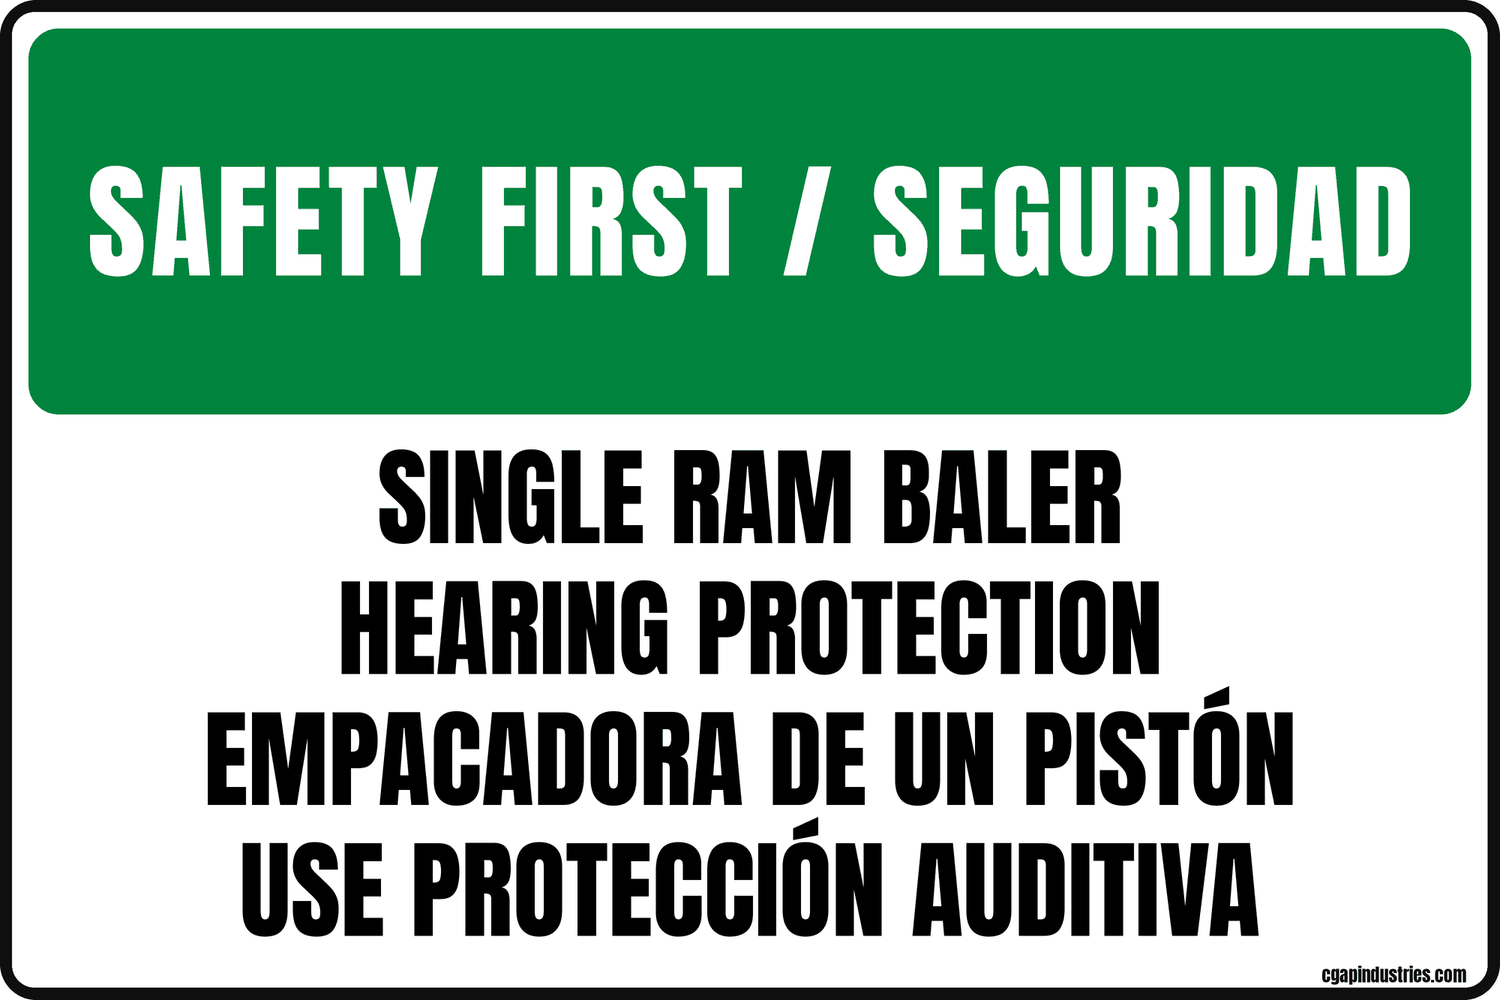 SAFETY FIRST / SEGURIDAD
SINGLE RAM BALER
HEARING PROTECTION
EMPACADORA DE UN PISTÓN
USE PROTECCIÓN AUDITIVA
cgapindustries.com